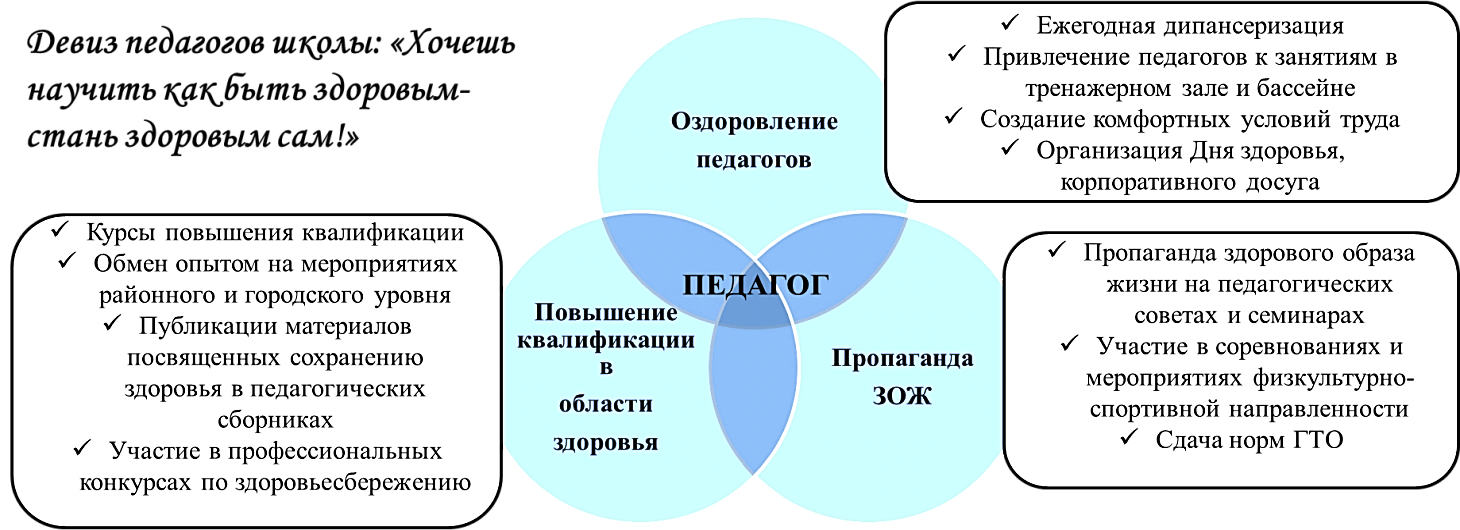 Девиз педагогов школы: «Хочешь
научить как быть здоровым-
стань здоровым сам!»
Оздоровление
педагогов
✓ Ежегодная дипансеризация
✓ Привлечение педагогов к занятиям в
тренажерном зале и бассейне
✓ Создание комфортных условий труда
✓ Организация Дня здоровья,
корпоративного досуга
✓ Курсы повышения квалификации
✓ Обмен опытом на мероприятиях
районного и городского уровня
✓ Публикации материалов
посвященных сохранению
здоровья в педагогических
сборниках
✓ Участие в профессиональных
конкурсах по здоровьесбережению
ПЕДАГОГ
Повышение
квалификации
в
области
здоровья
Пропаганда
ЗОЖ
✓ Пропаганда здорового образа
жизни на педагогических
советах и семинарах
✓ Участие в соревнованиях и
мероприятиях физкультурно-
спортивной направленности
✓ Сдача норм ГТО